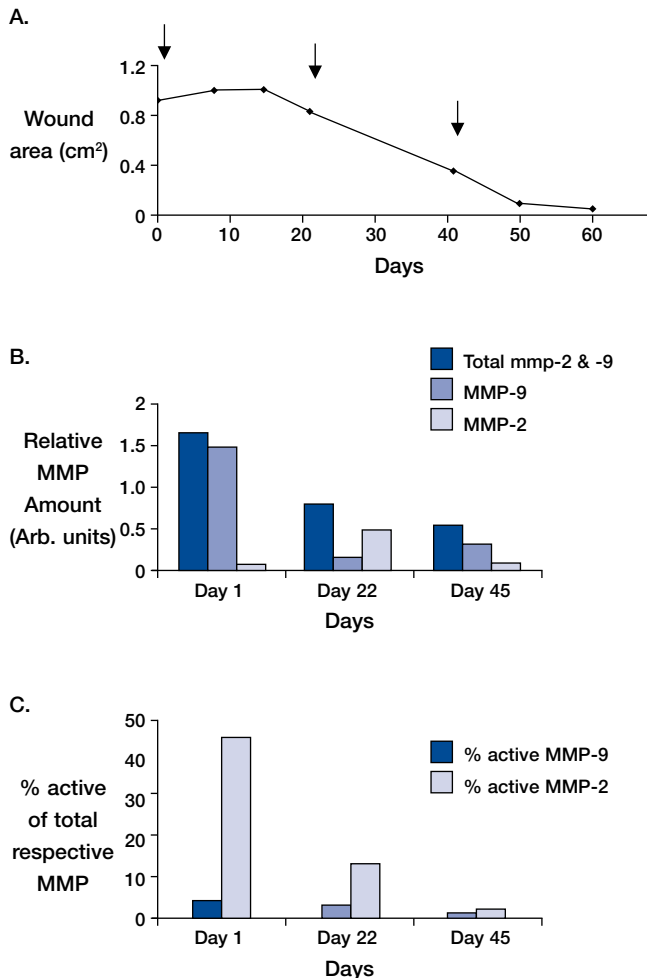 A.
1.2
0.8
0.4
0
Wound
area (cm²)
0 10 20 30 40 50 60
Days
B.
Total mmp-2 & -9
MMP-9
MMP-2
Relative
MMP
Amount
(Arb. units)
2
1.5
1.0
0.5
0
Day 1 Day 22 Day 45
Days
C.
50
40
30
20
10
0
% active MMP-9
% active MMP-2
% active
of total
respective
MMP
Day 1 Day 22 Day 45
Days